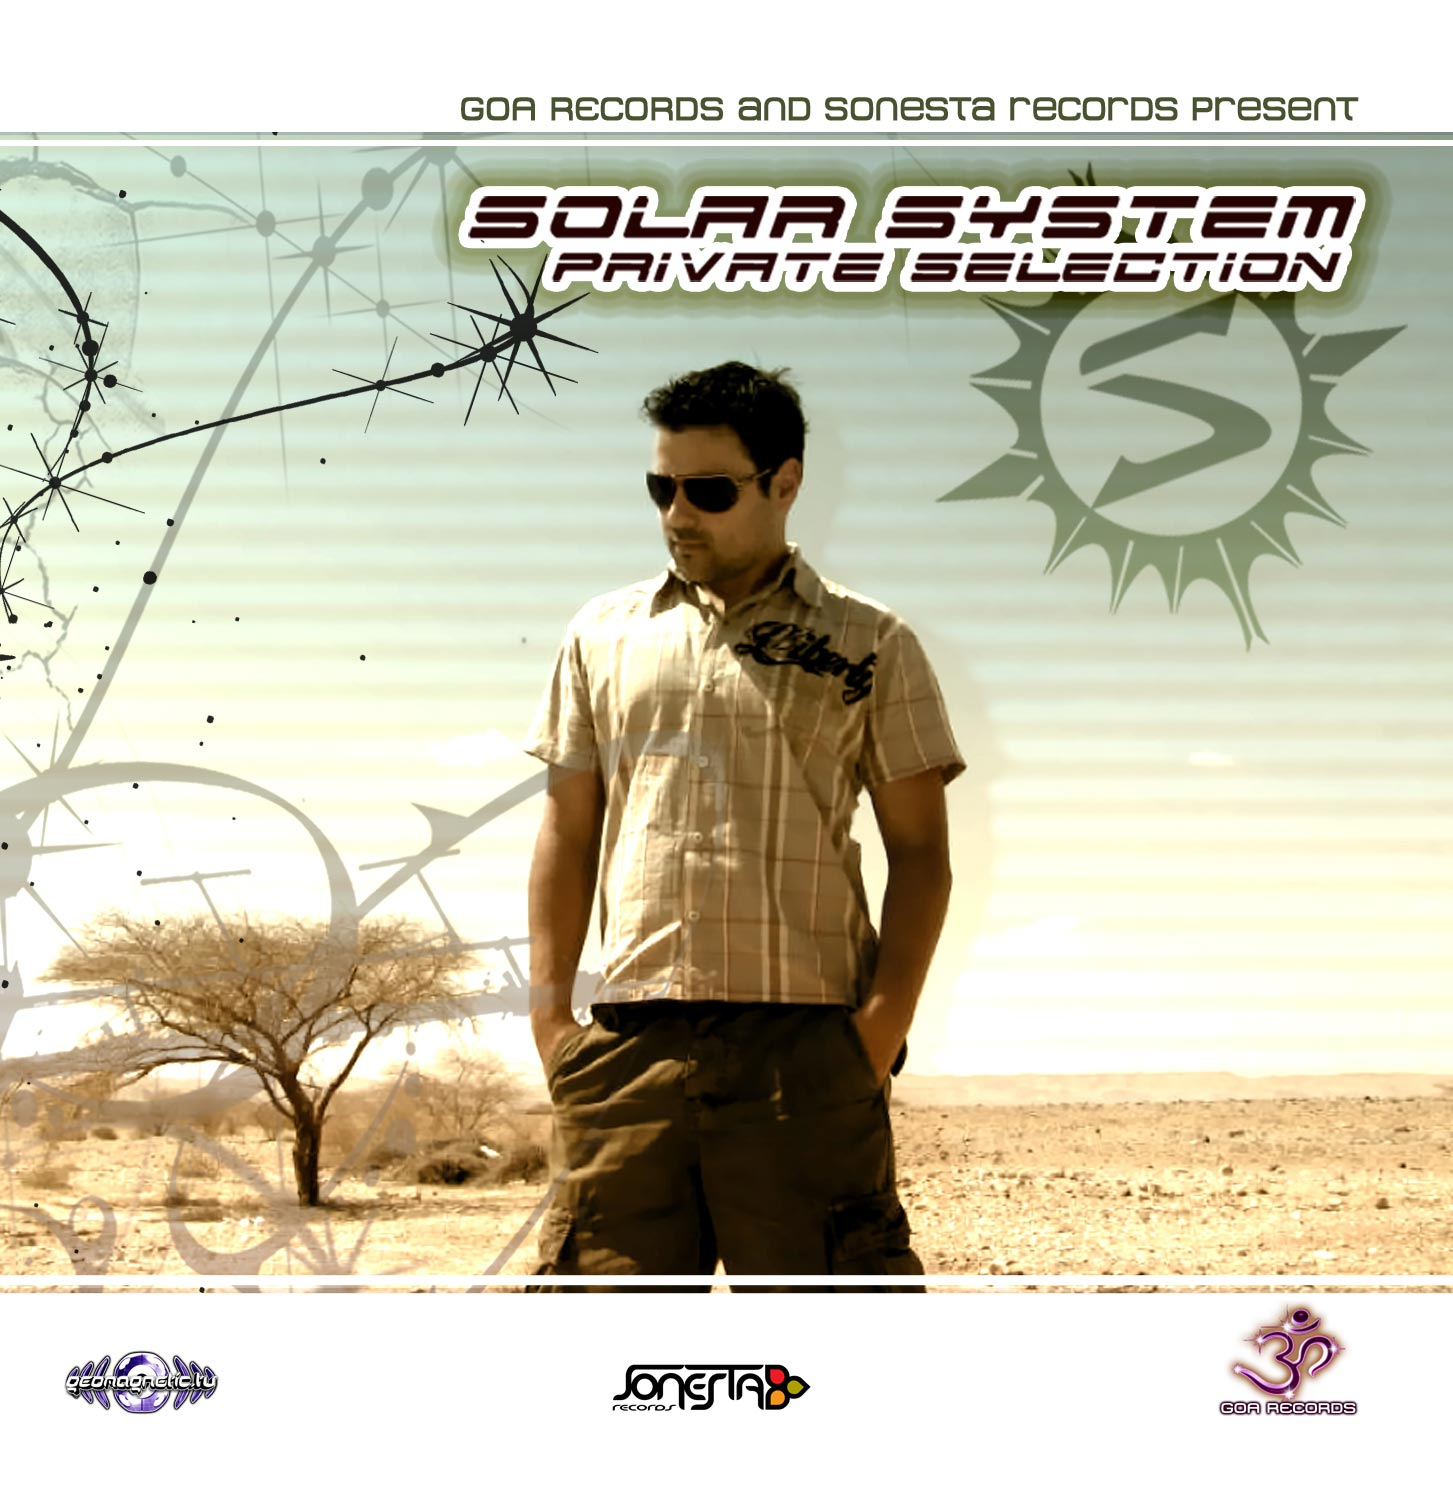 GOA RECORDS and sonesta records present
SOLAR SYSTEM
PRIVATE SELECTION
S
Liberty
geomagnetic.tv
SONESTA
records
GOA RECORDS